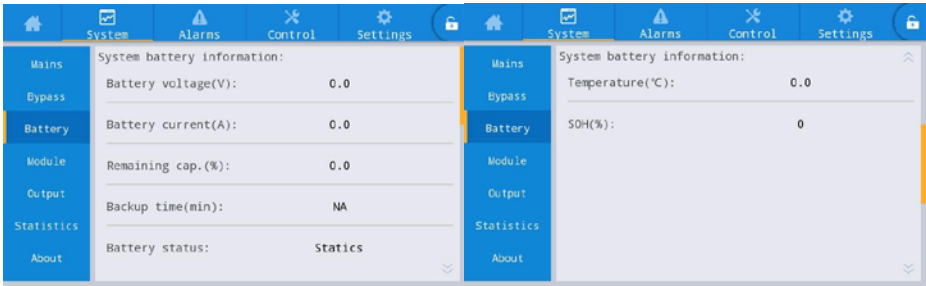 System Alarms Control Settings
Mains
Bypass
Battery
Module
Output
Statistics
About
System battery information:
Battery voltage(V): 0.0
Battery current(A): 0.0
Remaining cap.(%): 0.0
Backup time(min): NA
Battery status: Statics
System Alarms Control Settings
Mains
Bypass
Battery
Module
Output
Statistics
About
System battery information:
Temperature(℃): 0.0
SOH(%): 0